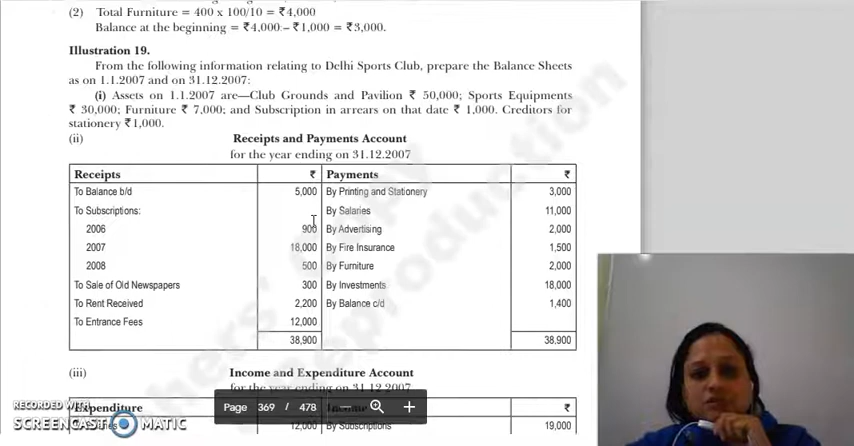 (2) Total Furniture = 400 x 100/10 = ₹4,000
Balance at the beginning = ₹4,000 – ₹1,000 = ₹3,000.
Illustration 19.
From the following information relating to Delhi Sports Club, prepare the Balance Sheets
as on 1.1.2007 and on 31.12.2007:
(i) Assets on 1.1.2007 are—Club Grounds and Pavilion ₹ 50,000; Sports Equipments
₹ 30,000; Furniture ₹ 7,000; and Subscription in arrears on that date ₹ 1,000. Creditors for
stationery ₹1,000.
(ii) Receipts and Payments Account
for the year ending on 31.12.2007
Receipts ₹ Payments ₹
To Balance b/d 5,000 By Printing and Stationery 3,000
To Subscriptions: By Salaries 11,000
2006 900 By Advertising 2,000
2007 18,000 By Fire Insurance 1,500
2008 500 By Furniture 2,000
To Sale of Old Newspapers 300 By Investments 18,000
To Rent Received 2,200 By Balance c/d 1,400
To Entrance Fees 12,000
38,900 38,900
(iii) Income and Expenditure Account
for the year ending on 31.12.2007
Expenditure ₹
12,000 By Subscriptions 19,000
Page 369 / 478
RECORDED WITH
SCREENCAST MATIC